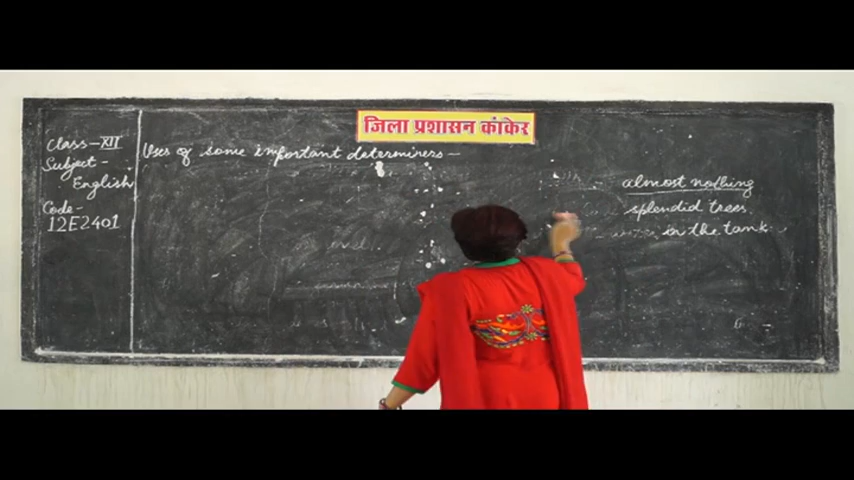 जिला प्रशासन कांकेर
Class-XII
Subject-
English
Code-
12E2401
Uses of some important determiners-
almost nothing
splendid trees.
water in the tank.